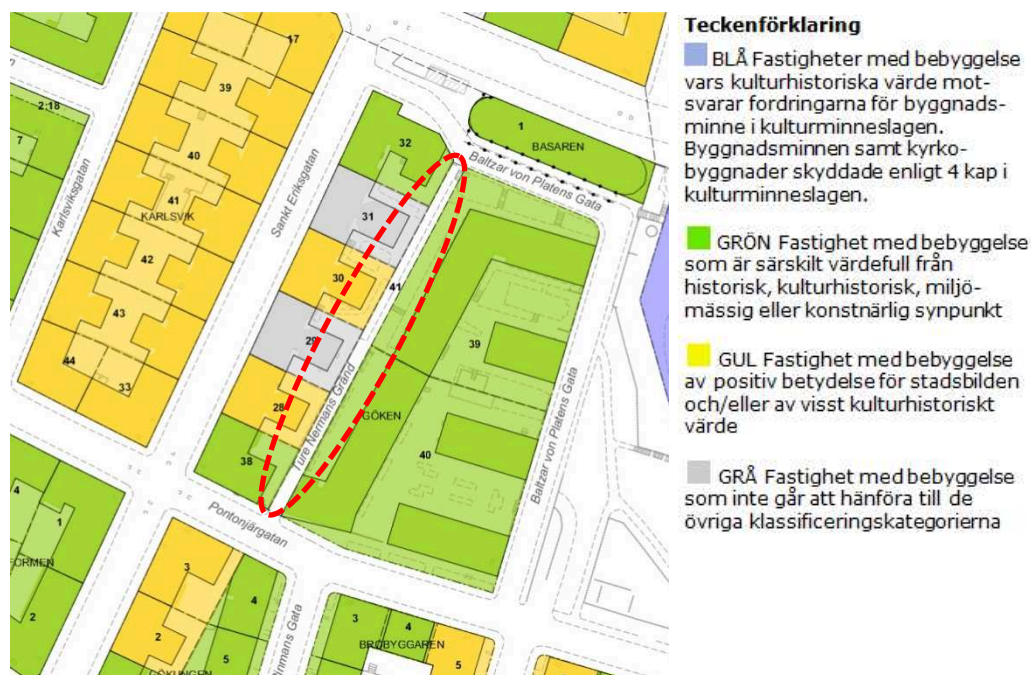 17
39
2:18
7
40
41
KARLSVIK
42
43
44
33
Karlsviksgatan
Sankt Eriksgatan
32
31
30
29
28
38
41
Ture Nermans Gränd
GÖKEN
39
40
1
BASAREN
Baltzar von Platens Gata
Baltzar von Platens Gata
Pontonjärgatan
4
1
FORMEN
2
3
4
2
5
GÖKUNGEN
inmans Gata
3
4
BROBYGGAREN
5
Teckenförklaring
BLÅ Fastigheter med bebyggelse
vars kulturhistoriska värde mot-
svarar fordringarna för byggnads-
minne i kulturminneslagen.
Byggnadsminnen samt kyrko-
byggnader skyddade enligt 4 kap i
kulturminneslagen.
GRÖN Fastighet med bebyggelse
som är särskilt värdefull från
historisk, kulturhistorisk, miljö-
mässig eller konstnärlig synpunkt
GUL Fastighet med bebyggelse
av positiv betydelse för stadsbilden
och/eller av visst kulturhistoriskt
värde
GRÅ Fastighet med bebyggelse
som inte går att hänföra till de
övriga klassificeringskategorierna